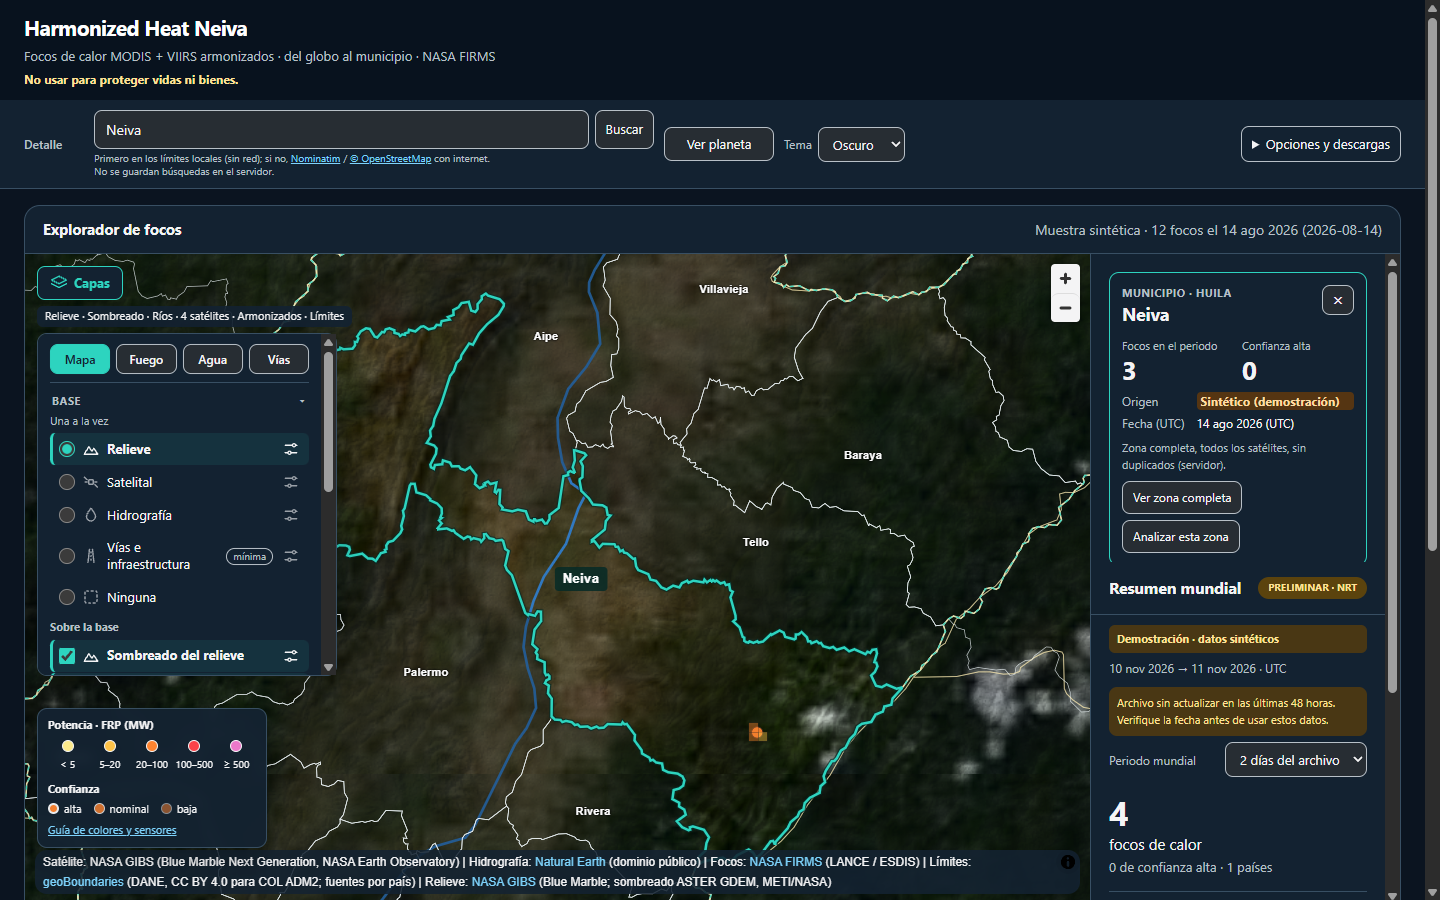 Harmonized Heat Neiva
Focos de calor MODIS + VIIRS armonizados · del globo al municipio · NASA FIRMS
No usar para proteger vidas ni bienes.
Detalle
Neiva
Buscar
Ver planeta
Tema
Oscuro
▶ Opciones y descargas
Primero en los límites locales (sin red); si no, Nominatim / © OpenStreetMap con internet.
No se guardan búsquedas en el servidor.
Explorador de focos
Muestra sintética · 12 focos el 14 ago 2026 (2026-08-14)
Capas
Relieve · Sombreado · Ríos · 4 satélites · Armonizados · Límites
Mapa
Fuego
Agua
Vías
BASE
Una a la vez
Relieve
Satelital
Hidrografía
Vías e
infraestructura
mínima
Ninguna
Sobre la base
Sombreado del relieve
Potencia · FRP (MW)
< 5
5–20
20–100
100–500
≥ 500
Confianza
alta
nominal
baja
Guía de colores y sensores
Villavieja
Aipe
Baraya
Tello
Neiva
Palermo
Rivera
+
−
Satélite: NASA GIBS (Blue Marble Next Generation, NASA Earth Observatory) | Hidrografía: Natural Earth (dominio público) | Focos: NASA FIRMS (LANCE / ESDIS) | Límites:
geoBoundaries (DANE, CC BY 4.0 para COL ADM2; fuentes por país) | Relieve: NASA GIBS (Blue Marble; sombreado ASTER GDEM, METI/NASA)
MUNICIPIO · HUILA
Neiva
×
Focos en el periodo
Confianza alta
3
0
Origen
Sintético (demostración)
Fecha (UTC)
14 ago 2026 (UTC)
Zona completa, todos los satélites, sin
duplicados (servidor).
Ver zona completa
Analizar esta zona
Resumen mundial
PRELIMINAR · NRT
Demostración · datos sintéticos
10 nov 2026 → 11 nov 2026 · UTC
Archivo sin actualizar en las últimas 48 horas.
Verifique la fecha antes de usar estos datos.
Periodo mundial
2 días del archivo
4
focos de calor
0 de confianza alta · 1 países